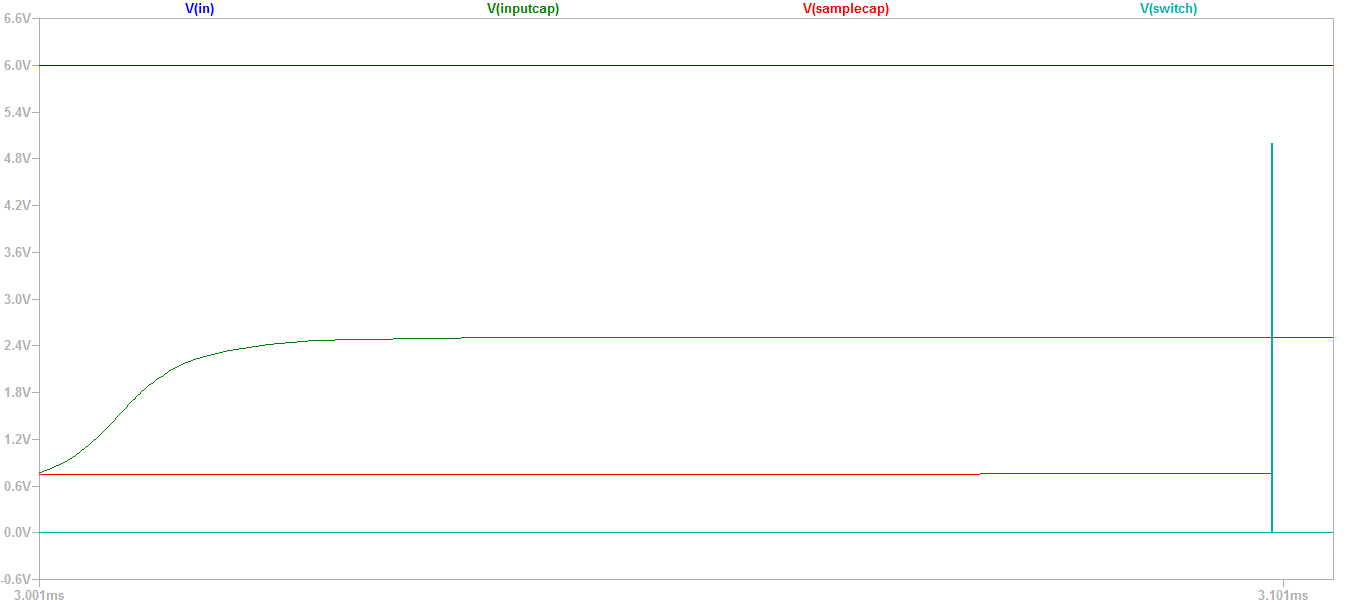 V(in) V(inputcap) V(samplecap) V(switch)
6.6V
6.0V
5.4V
4.8V
4.2V
3.6V
3.0V
2.4V
1.8V
1.2V
0.6V
0.0V
-0.6V
3.001ms 3.101ms